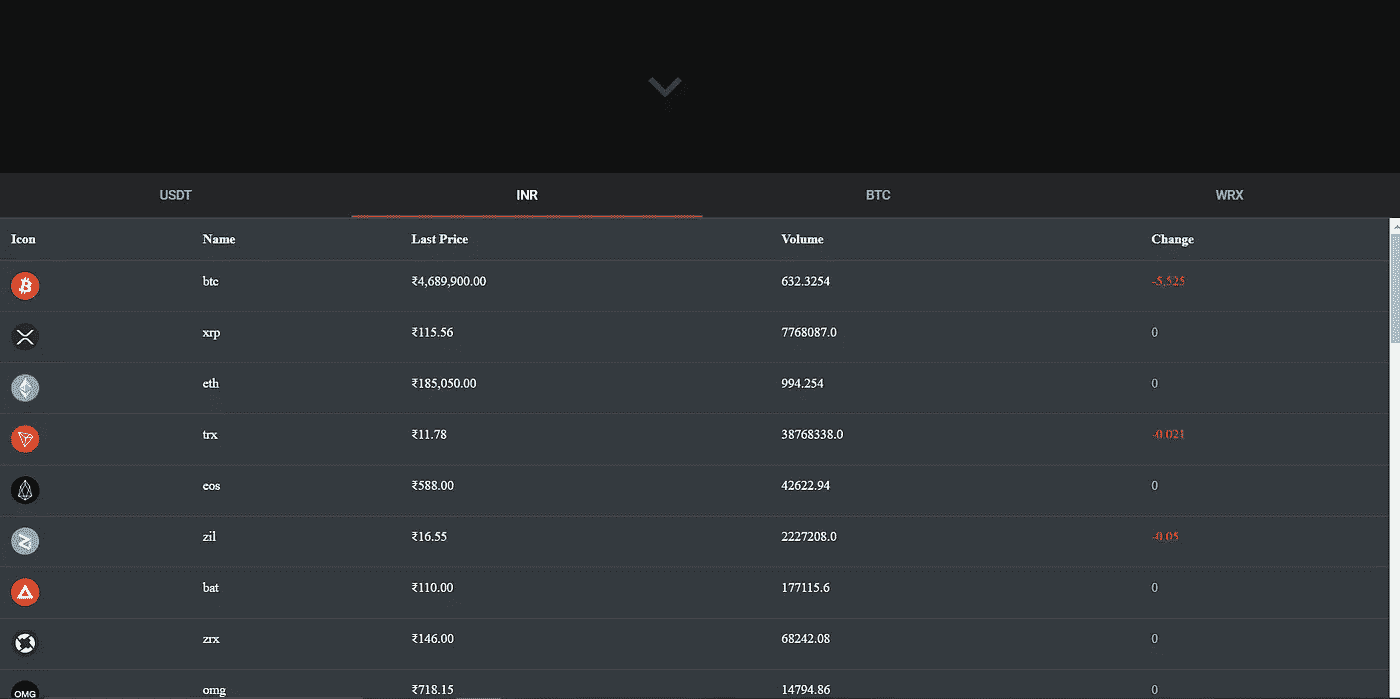 USDT INR BTC WRX
Icon Name Last Price Volume Change
btc ₹4,689,900.00 632.3254 -5,525
xrp ₹115.56 7768087.0 0
eth ₹185,050.00 994.254 0
trx ₹11.78 38768338.0 -0.021
eos ₹588.00 42622.94 0
zil ₹16.55 2227208.0 -0.05
bat ₹110.00 177115.6 0
zrx ₹146.00 68242.08 0
OMG omg ₹718.15 14794.86 0